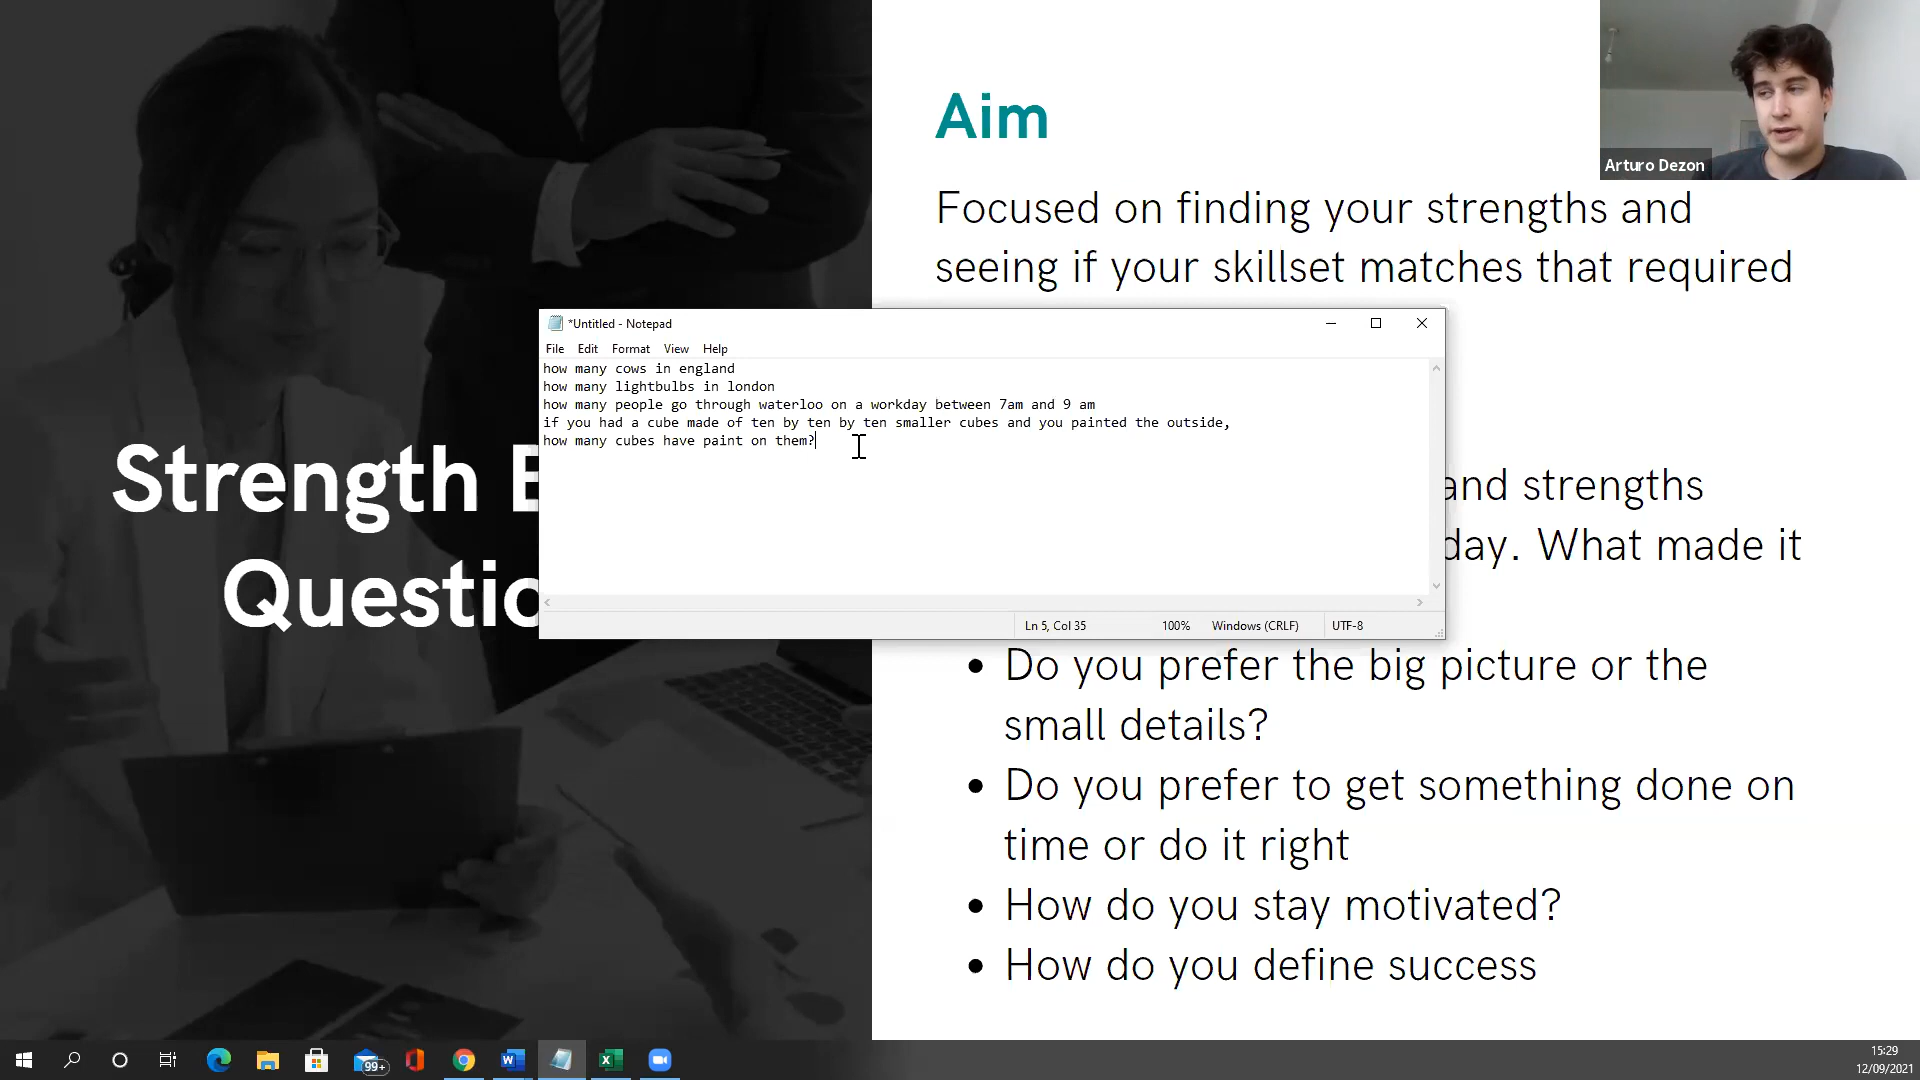 Aim
Arturo Dezon
Focused on finding your strengths and
seeing if your skillset matches that required
*Untitled - Notepad
File Edit Format View Help
how many cows in england
how many lightbulbs in london
how many people go through waterloo on a workday between 7am and 9 am
if you had a cube made of ten by ten by ten smaller cubes and you painted the outside,
how many cubes have paint on them?
Ln 5, Col 35 100% Windows (CRLF) UTF-8
Strength
and strengths
day. What made it
• Do you prefer the big picture or the
small details?
• Do you prefer to get something done on
time or do it right
• How do you stay motivated?
• How do you define success
99+
15:29
12/09/2021